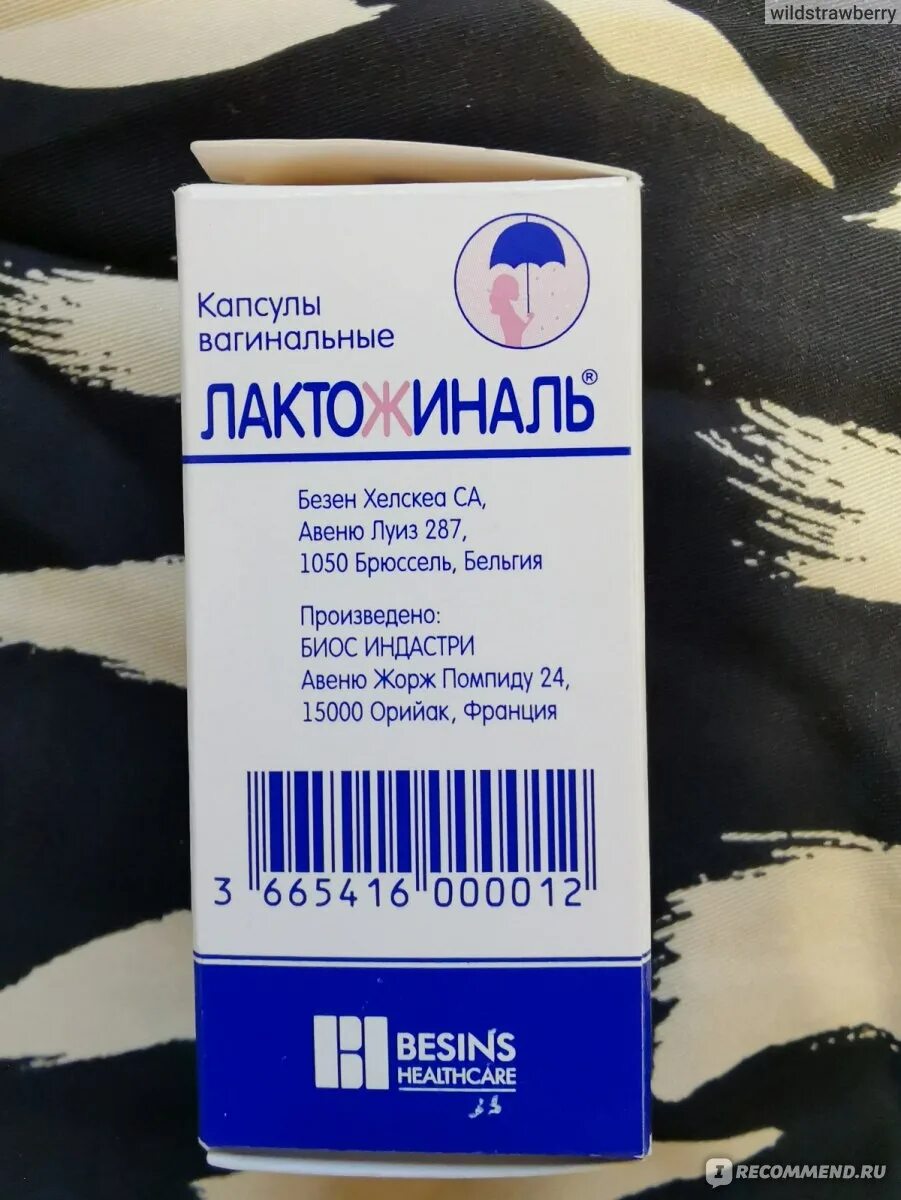 wildstrawberry
Капсулы
вагинальные
ЛАКТОЖИНАЛЬ®
Безен Хелскеа СА,
Авеню Луиз 287,
1050 Брюссель, Бельгия
Произведено:
БИОС ИНДАСТРИ
Авеню Жорж Помпиду 24,
15000 Орийак, Франция
3 665416 000012
BESINS
HEALTHCARE
IRECOMMEND.RU